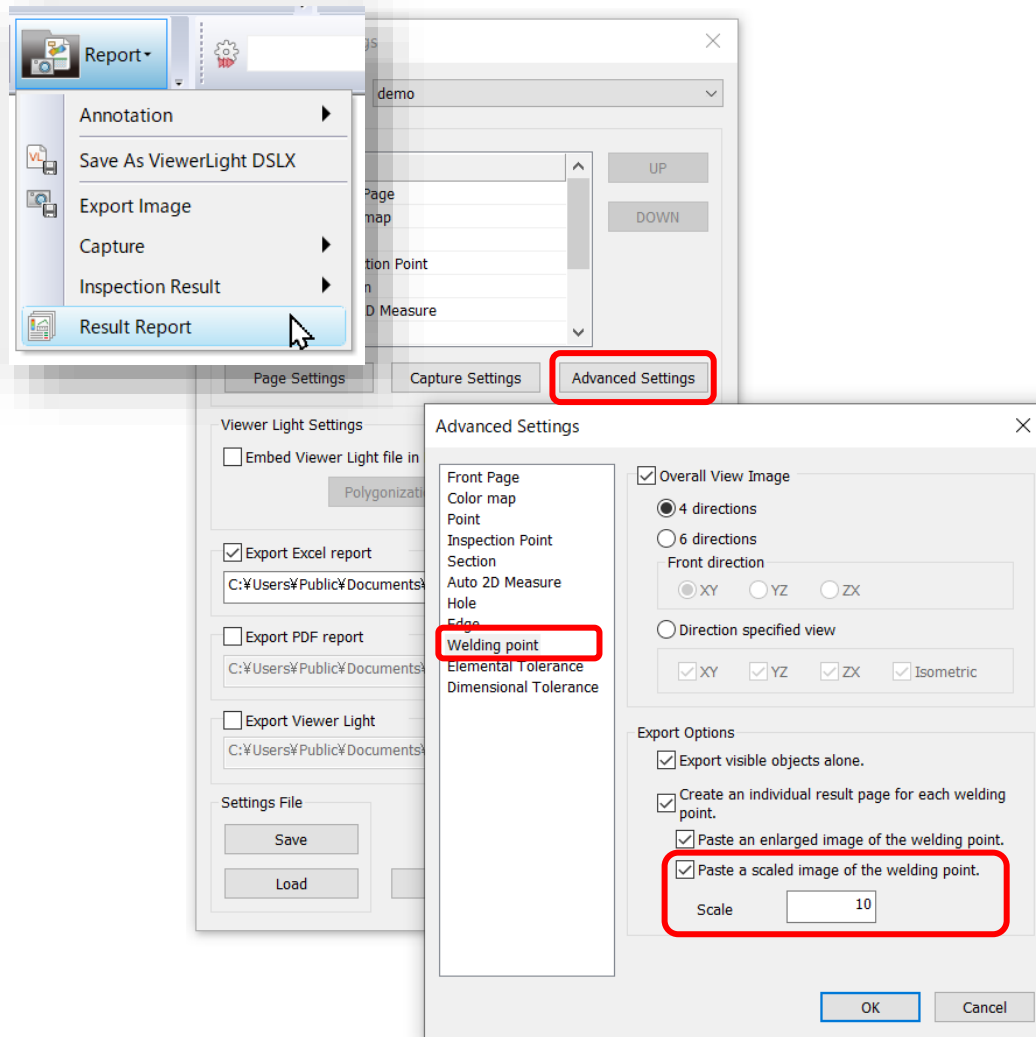 Report
Annotation
Save As ViewerLight DSLX
Export Image
Capture
Inspection Result
Result Report
gs
demo
Page
map
tion Point
n
D Measure
UP
DOWN
Page Settings
Capture Settings
Advanced Settings
Viewer Light Settings
Embed Viewer Light file in
Polygonizati
Export Excel report
C:¥Users¥Public¥Documents¥
Export PDF report
C:¥Users¥Public¥Documents¥
Export Viewer Light
C:¥Users¥Public¥Documents¥
Settings File
Save
Load
Advanced Settings
Front Page
Color map
Point
Inspection Point
Section
Auto 2D Measure
Hole
Edge
Welding point
Elemental Tolerance
Dimensional Tolerance
Overall View Image
4 directions
6 directions
Front direction
XY YZ ZX
Direction specified view
XY YZ ZX Isometric
Export Options
Export visible objects alone.
Create an individual result page for each welding
point.
Paste an enlarged image of the welding point.
Paste a scaled image of the welding point.
Scale 10
OK Cancel